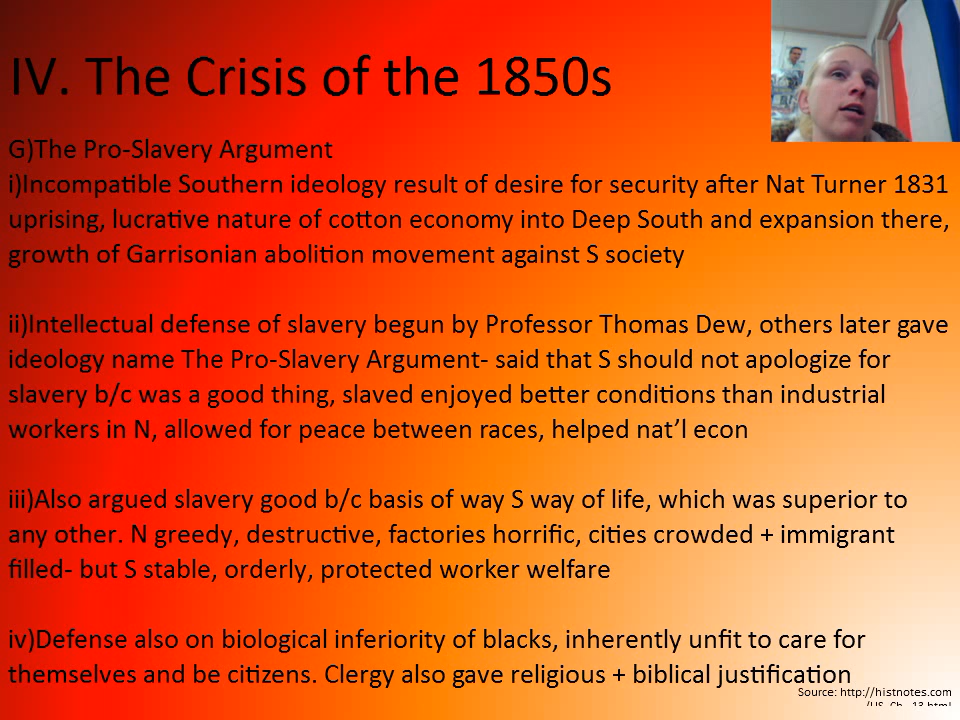 IV. The Crisis of the 1850s
G)The Pro-Slavery Argument
i)Incompatible Southern ideology result of desire for security after Nat Turner 1831
uprising, lucrative nature of cotton economy into Deep South and expansion there,
growth of Garrisonian abolition movement against S society
ii)Intellectual defense of slavery begun by Professor Thomas Dew, others later gave
ideology name The Pro-Slavery Argument- said that S should not apologize for
slavery b/c was a good thing, slaved enjoyed better conditions than industrial
workers in N, allowed for peace between races, helped nat’l econ
iii)Also argued slavery good b/c basis of way S way of life, which was superior to
any other. N greedy, destructive, factories horrific, cities crowded + immigrant
filled- but S stable, orderly, protected worker welfare
iv)Defense also on biological inferiority of blacks, inherently unfit to care for
themselves and be citizens. Clergy also gave religious + biblical justification
Source: http://histnotes.com
/US_Ch._13.html